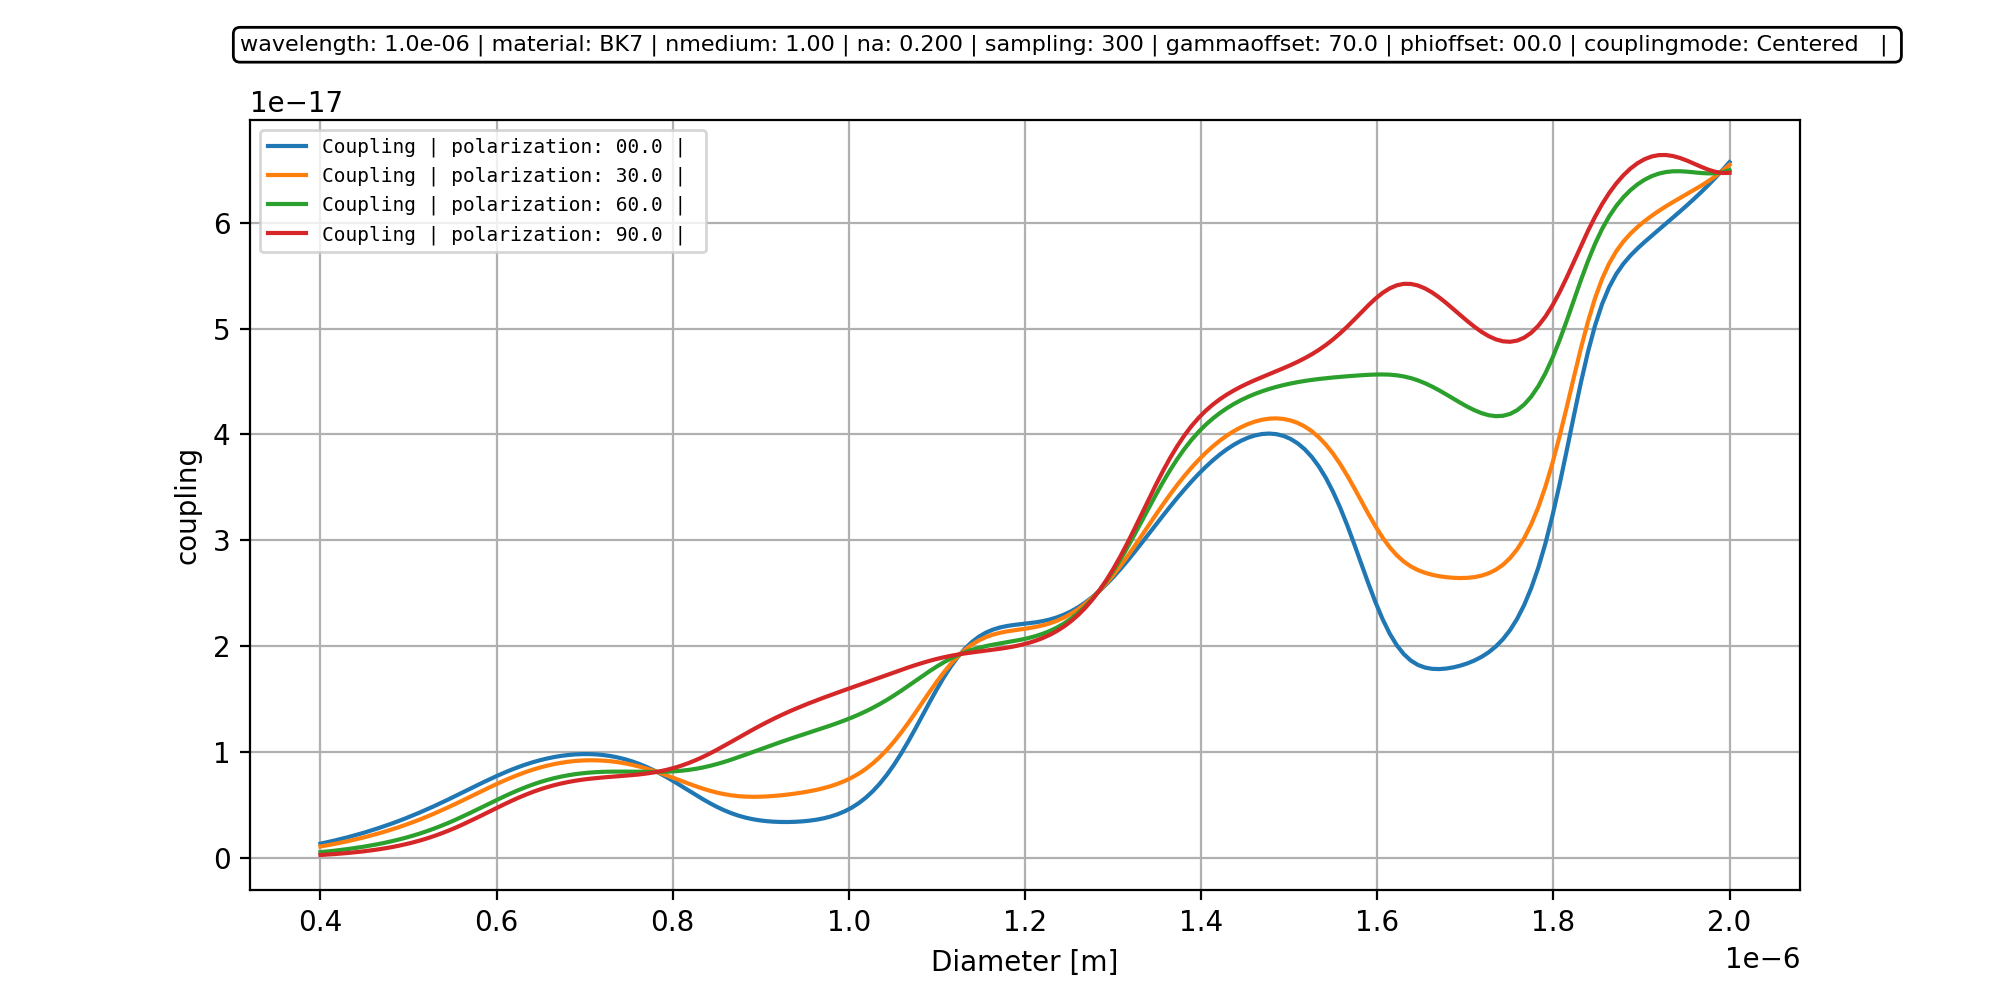 wavelength: 1.0e-06 | material: BK7 | nmedium: 1.00 | na: 0.200 | sampling: 300 | gammaoffset: 70.0 | phioffset: 00.0 | couplingmode: Centered |
1e−17
Coupling | polarization: 00.0 |
Coupling | polarization: 30.0 |
Coupling | polarization: 60.0 |
Coupling | polarization: 90.0 |
6
5
4
3
2
1
0
coupling
0.4 0.6 0.8 1.0 1.2 1.4 1.6 1.8 2.0
Diameter [m]
1e−6